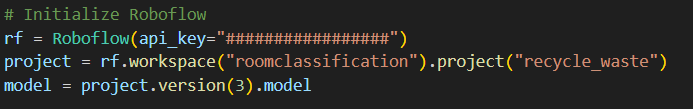 # Initialize Roboflow
rf = Roboflow(api_key="#################")
project = rf.workspace("roomclassification").project("recycle_waste")
model = project.version(3).model